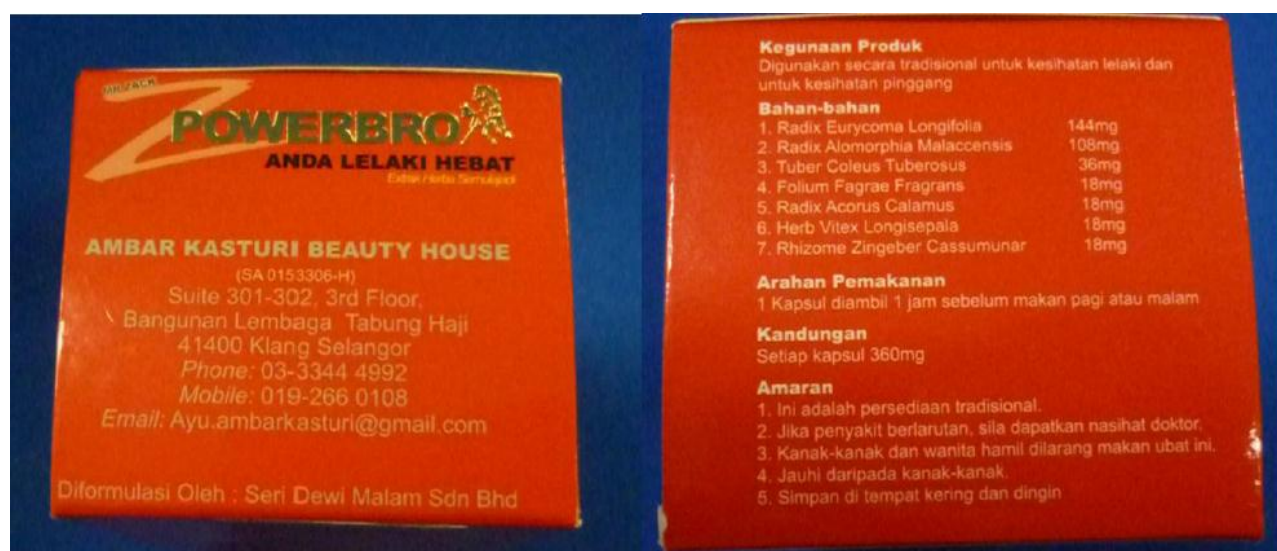 MR.ZACK
Z
POWERBRO
ANDA LELAKI HEBAT
Extra Herba Semulajadi
AMBAR KASTURI BEAUTY HOUSE
(SA 0153306-H)
Suite 301-302, 3rd Floor,
Bangunan Lembaga Tabung Haji
41400 Klang Selangor
Phone: 03-3344 4992
Mobile: 019-266 0108
Email: Ayu.ambarkasturi@gmail.com
Diformulasi Oleh : Seri Dewi Malam Sdn Bhd
Kegunaan Produk
Digunakan secara tradisional untuk kesihatan lelaki dan
untuk kesihatan pinggang
Bahan-bahan
1. Radix Eurycoma Longifolia 144mg
2. Radix Alomorphia Malaccensis 108mg
3. Tuber Coleus Tuberosus 36mg
4. Folium Fagrae Fragrans 18mg
5. Radix Acorus Calamus 18mg
6. Herb Vitex Longisepala 18mg
7. Rhizome Zingeber Cassumunar 18mg
Arahan Pemakanan
1 Kapsul diambil 1 jam sebelum makan pagi atau malam
Kandungan
Setiap kapsul 360mg
Amaran
1. Ini adalah persediaan tradisional.
2. Jika penyakit berlarutan, sila dapatkan nasihat doktor.
3. Kanak-kanak dan wanita hamil dilarang makan ubat ini.
4. Jauhi daripada kanak-kanak.
5. Simpan di tempat kering dan dingin